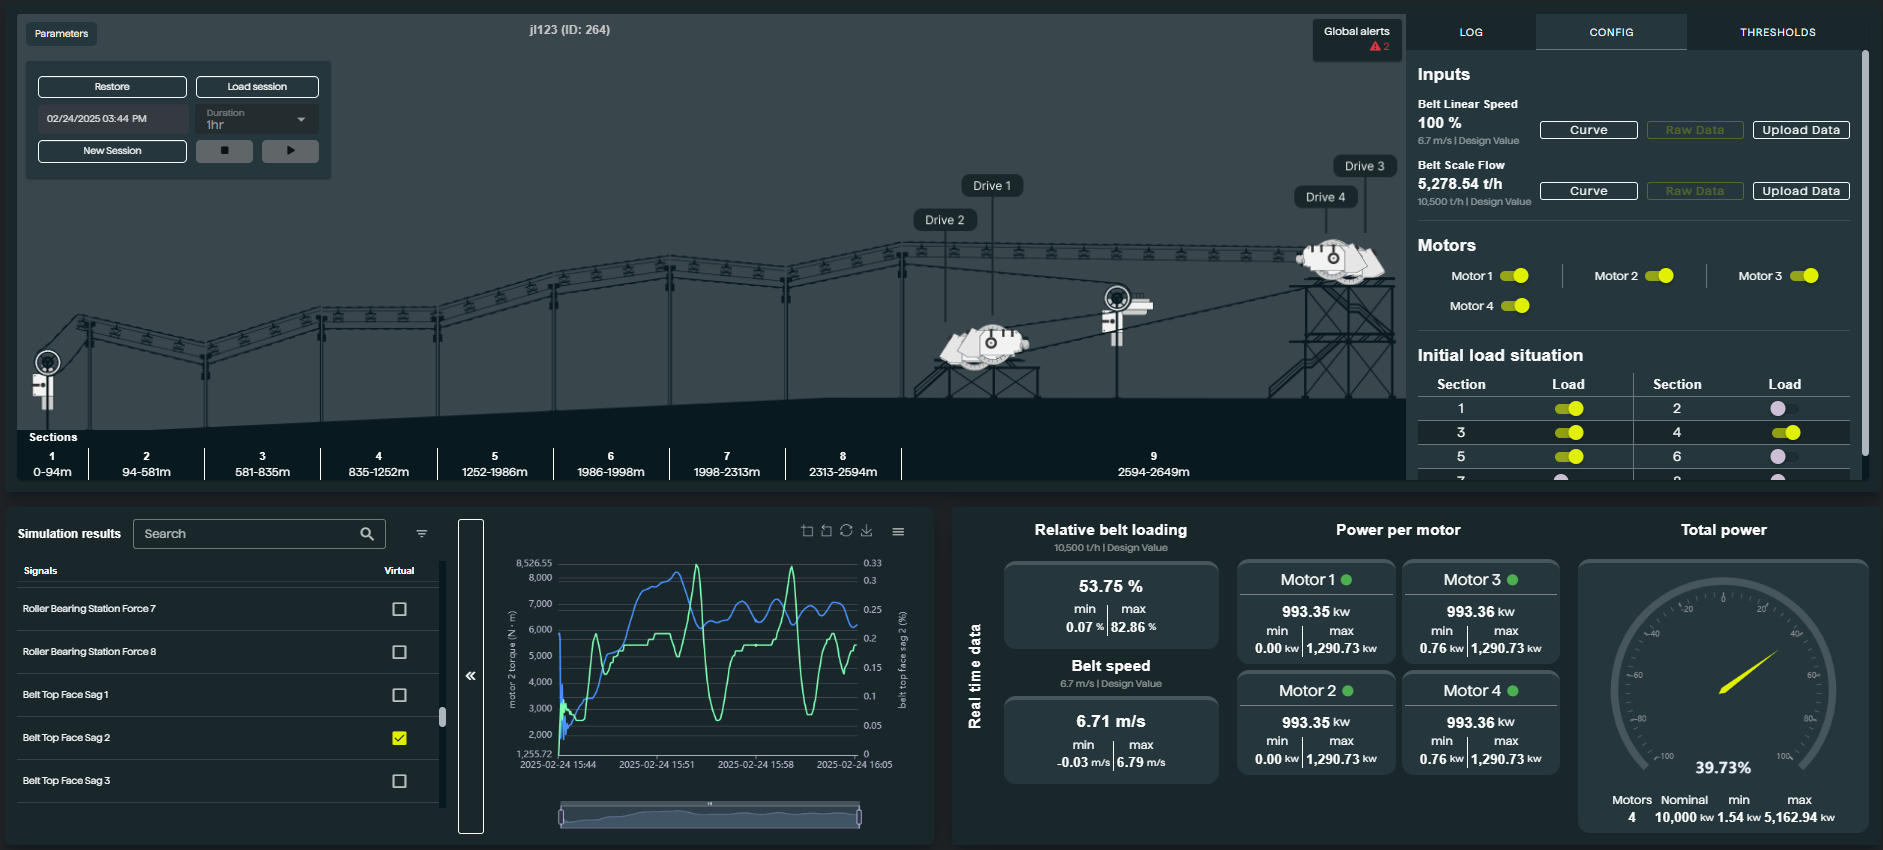 Parameters
jl123 (ID: 264)
Global alerts
2
LOG
CONFIG
THRESHOLDS
Restore
Load session
02/24/2025 03:44 PM
Duration
1hr
New Session
Inputs
Belt Linear Speed
100 %
6.7 m/s | Design Value
Curve
Raw Data
Upload Data
Belt Scale Flow
5,278.54 t/h
10,500 t/h | Design Value
Curve
Raw Data
Upload Data
Motors
Motor 1
Motor 2
Motor 3
Motor 4
Initial load situation
Section Load Section Load
1 2
3 4
5 6
Drive 1
Drive 2
Drive 3
Drive 4
Sections
1 2 3 4 5 6 7 8 9
0-94m 94-581m 581-835m 835-1252m 1252-1986m 1986-1998m 1998-2313m 2313-2594m 2594-2649m
Simulation results
Search
Signals
Virtual
Roller Bearing Station Force 7
Roller Bearing Station Force 8
Belt Top Face Sag 1
Belt Top Face Sag 2
Belt Top Face Sag 3
«
motor 2 torque (N · m)
8,526.55
8,000
7,000
6,000
5,000
4,000
3,000
2,000
1,255.72
0.33
0.3
0.25
0.2
0.15
0.1
0.05
0
belt top face sag 2 (%)
2025-02-24 15:44
2025-02-24 15:51
2025-02-24 15:58
2025-02-24 16:05
Real time data
Relative belt loading
10,500 t/h | Design Value
53.75 %
min max
0.07 % 82.86 %
Belt speed
6.7 m/s | Design Value
6.71 m/s
min max
-0.03 m/s 6.79 m/s
Power per motor
Motor 1
993.35 kw
min max
0.00 kw 1,290.73 kw
Motor 3
993.36 kw
min max
0.76 kw 1,290.73 kw
Motor 2
993.35 kw
min max
0.00 kw 1,290.73 kw
Motor 4
993.36 kw
min max
0.76 kw 1,290.73 kw
Total power
-100
-80
-60
-40
-20
0
20
40
60
80
100
39.73%
Motors Nominal min max
4 10,000 kw 1.54 kw 5,162.94 kw